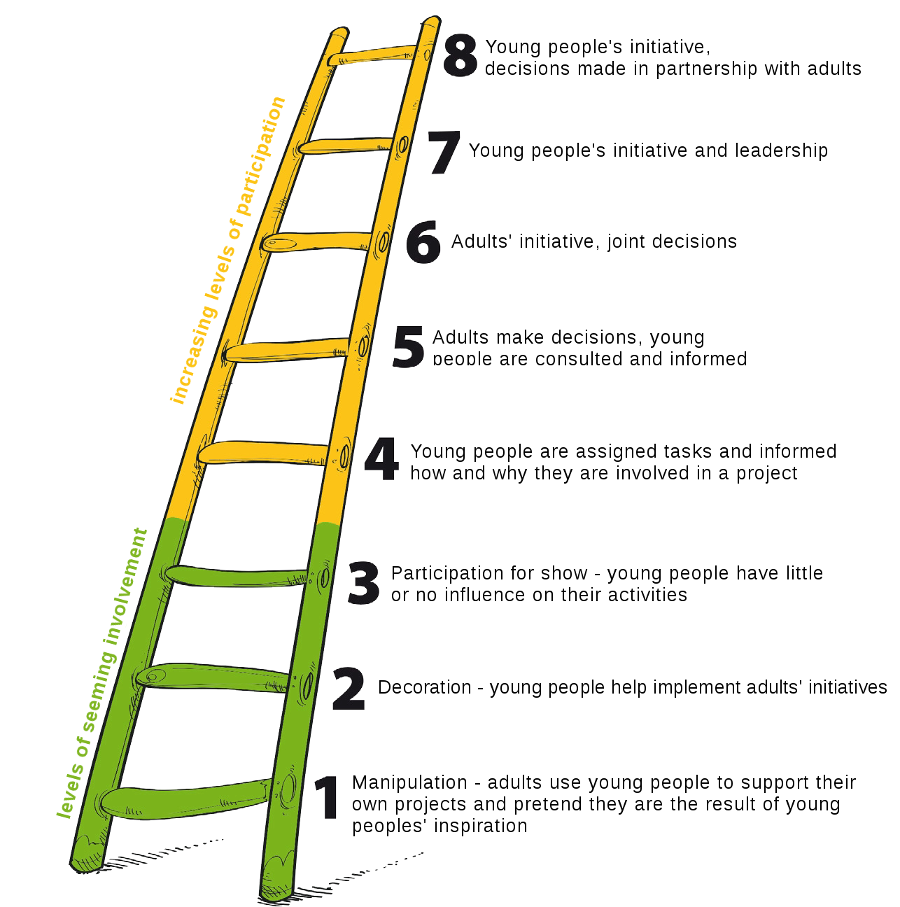 8 Young people's initiative,
decisions made in partnership with adults
7 Young people's initiative and leadership
6 Adults' initiative, joint decisions
5 Adults make decisions, young
people are consulted and informed
4 Young people are assigned tasks and informed
how and why they are involved in a project
3 Participation for show - young people have little
or no influence on their activities
2 Decoration - young people help implement adults' initiatives
1 Manipulation - adults use young people to support their
own projects and pretend they are the result of young
peoples' inspiration
increasing levels of participation
levels of seeming involvement